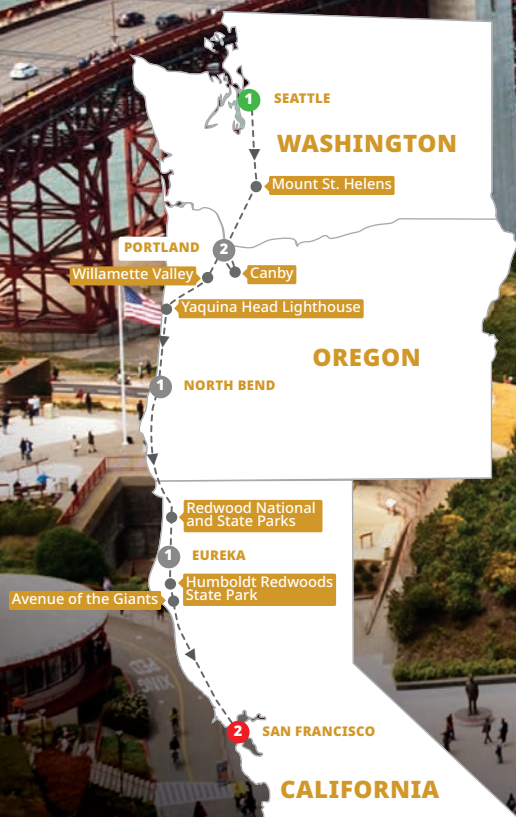 1 SEATTLE
WASHINGTON
Mount St. Helens
PORTLAND 2
Willamette Valley
Canby
Yaquina Head Lighthouse
OREGON
1 NORTH BEND
Redwood National
and State Parks
1 EUREKA
Humboldt Redwoods
State Park
Avenue of the Giants
XING
2 SAN FRANCISCO
CALIFORNIA